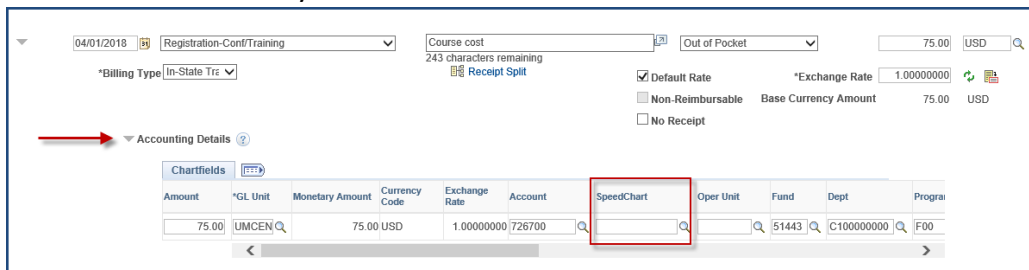 04/01/2018 31 Registration-Conf/Training Course cost Out of Pocket 75.00 USD
243 characters remaining
*Billing Type In-State Tra Receipt Split Default Rate *Exchange Rate 1.00000000
Non-Reimbursable Base Currency Amount 75.00 USD
No Receipt
Accounting Details ?
Chartfields
Amount *GL Unit Monetary Amount Currency Code Exchange Rate Account SpeedChart Oper Unit Fund Dept Program
75.00 UMCEN 75.00 USD 1.00000000 726700 51443 C100000000 F00